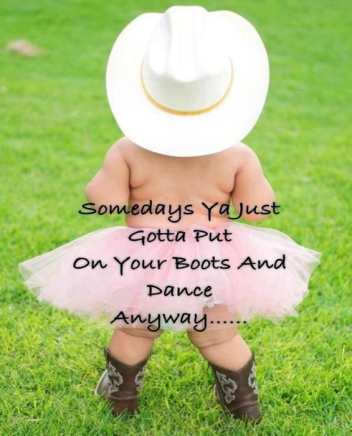 Somedays Ya Just
Gotta Put
On Your Boots And
Dance
Anyway......